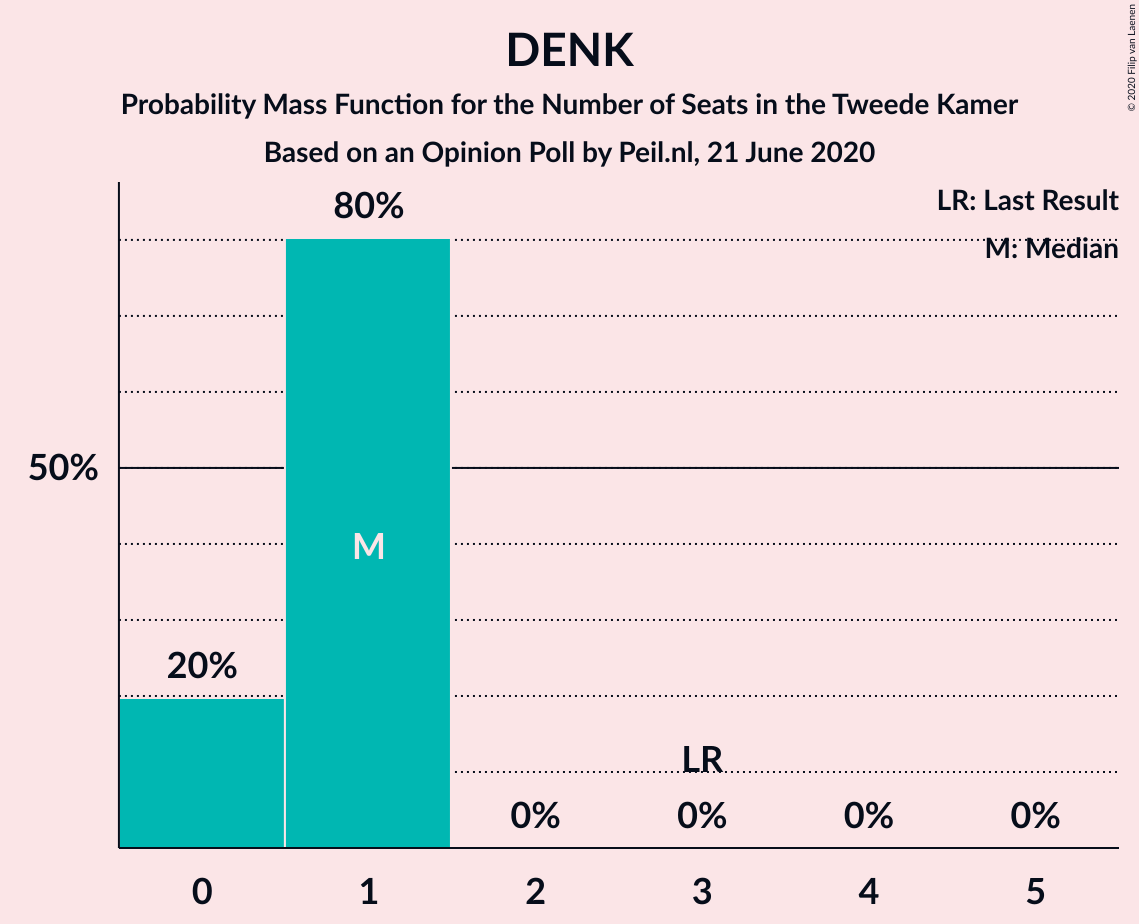 DENK
Probability Mass Function for the Number of Seats in the Tweede Kamer
Based on an Opinion Poll by Peil.nl, 21 June 2020
© 2020 Filip van Laenen
LR: Last Result
M: Median
80%
50%
M
20%
LR
0% 0% 0% 0%
0 1 2 3 4 5